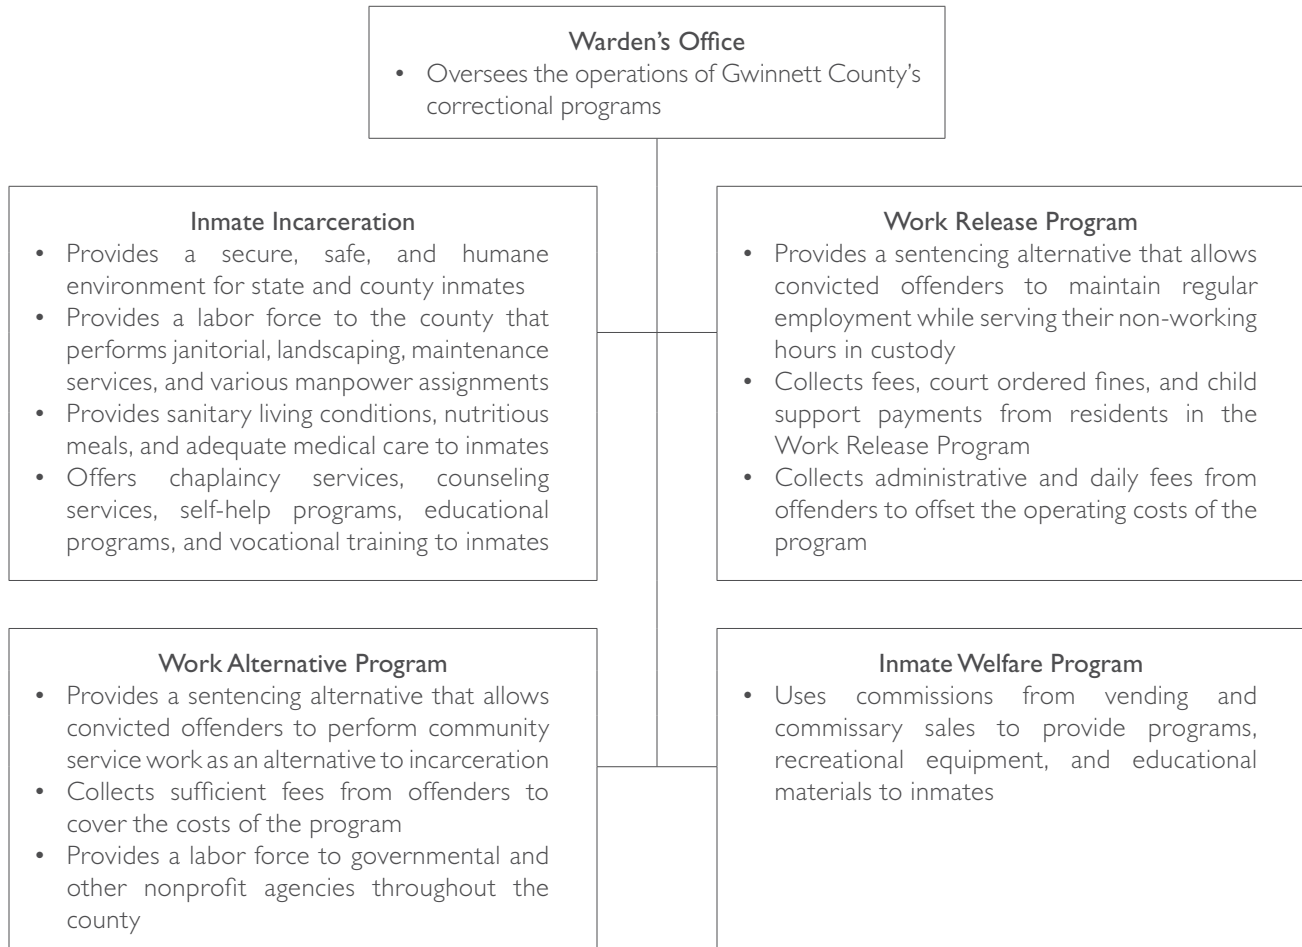 Warden’s Office
• Oversees the operations of Gwinnett County’s
correctional programs
Inmate Incarceration
• Provides a secure, safe, and humane
environment for state and county inmates
• Provides a labor force to the county that
performs janitorial, landscaping, maintenance
services, and various manpower assignments
• Provides sanitary living conditions, nutritious
meals, and adequate medical care to inmates
• Offers chaplaincy services, counseling
services, self-help programs, educational
programs, and vocational training to inmates
Work Release Program
• Provides a sentencing alternative that allows
convicted offenders to maintain regular
employment while serving their non-working
hours in custody
• Collects fees, court ordered fines, and child
support payments from residents in the
Work Release Program
• Collects administrative and daily fees from
offenders to offset the operating costs of the
program
Work Alternative Program
• Provides a sentencing alternative that allows
convicted offenders to perform community
service work as an alternative to incarceration
• Collects sufficient fees from offenders to
cover the costs of the program
• Provides a labor force to governmental and
other nonprofit agencies throughout the
county
Inmate Welfare Program
• Uses commissions from vending and
commissary sales to provide programs,
recreational equipment, and educational
materials to inmates